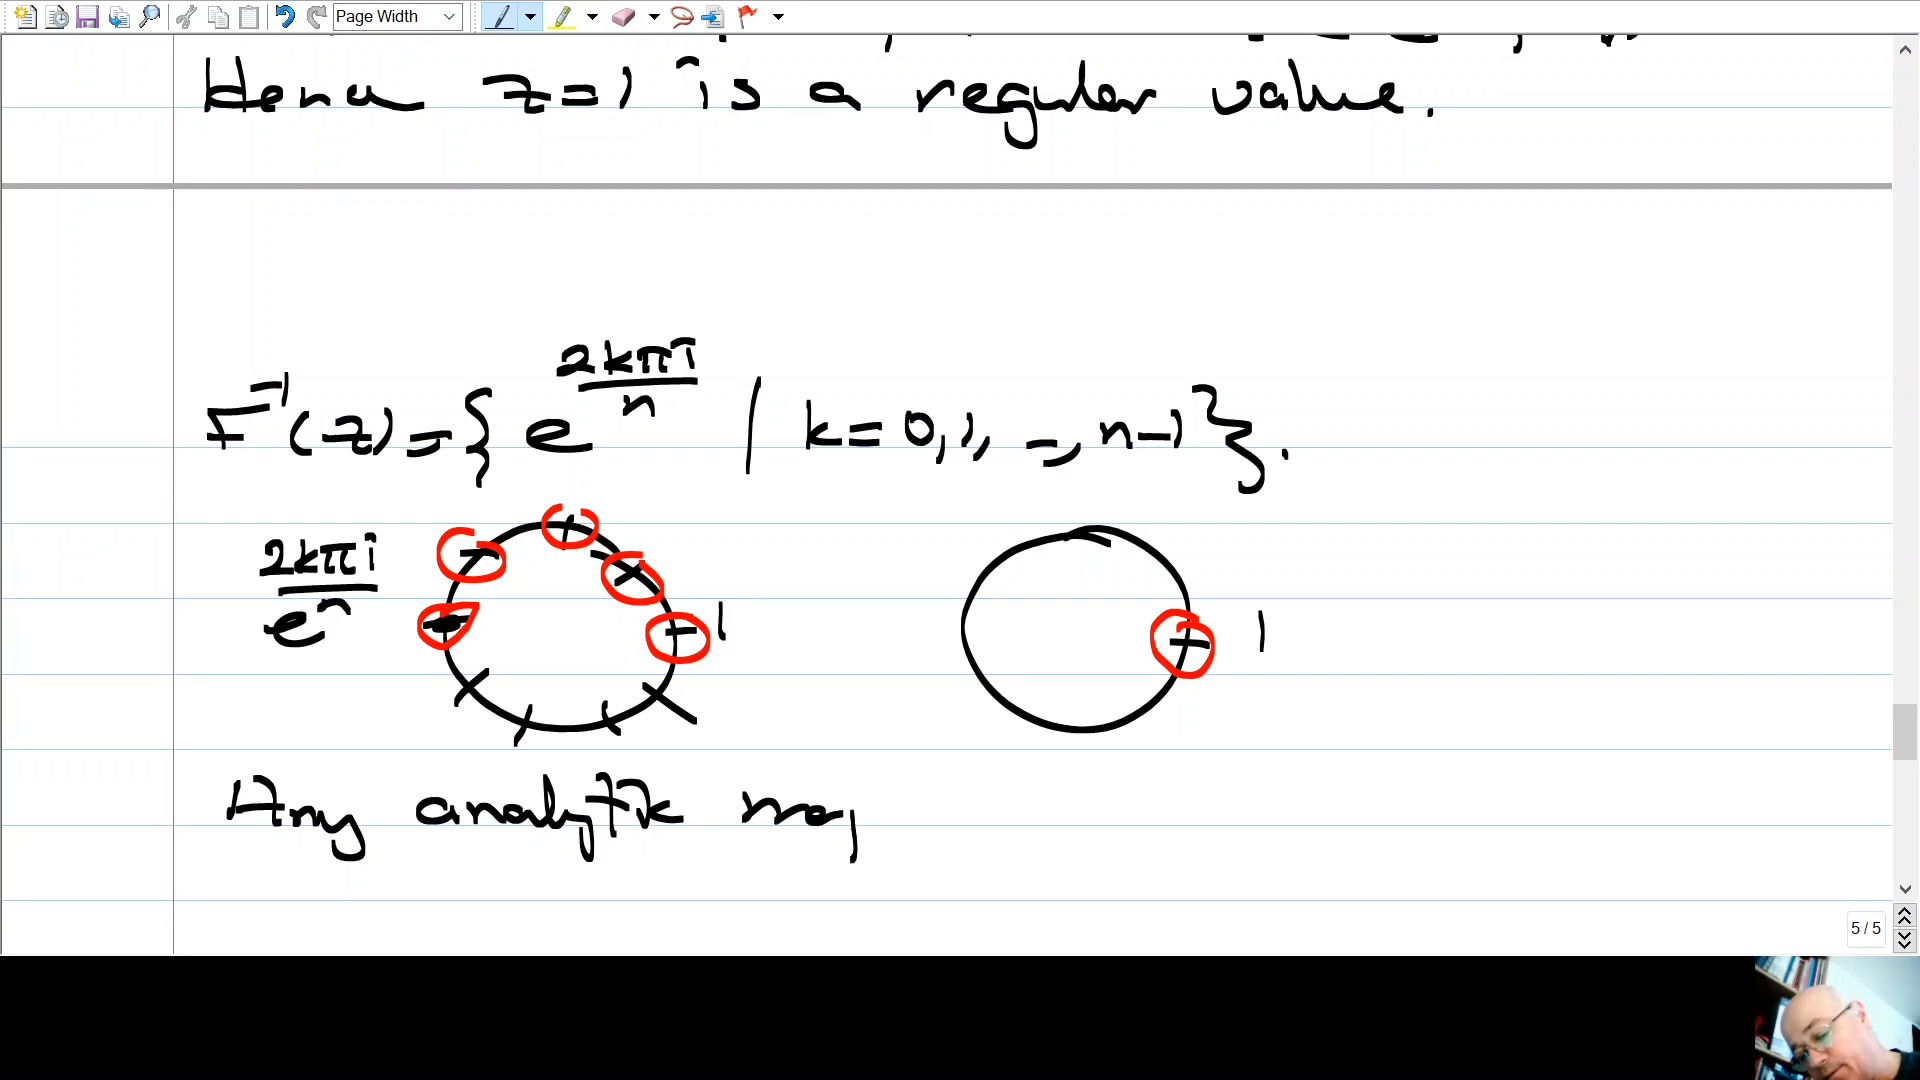 Page Width
Hence z=1 is a regular value.
F⁻¹(z)={ e^{2kπi/n} | k=0,1, –, n-1 }.
e^{2kπi/n}
1
1
Any analytic map
5 / 5